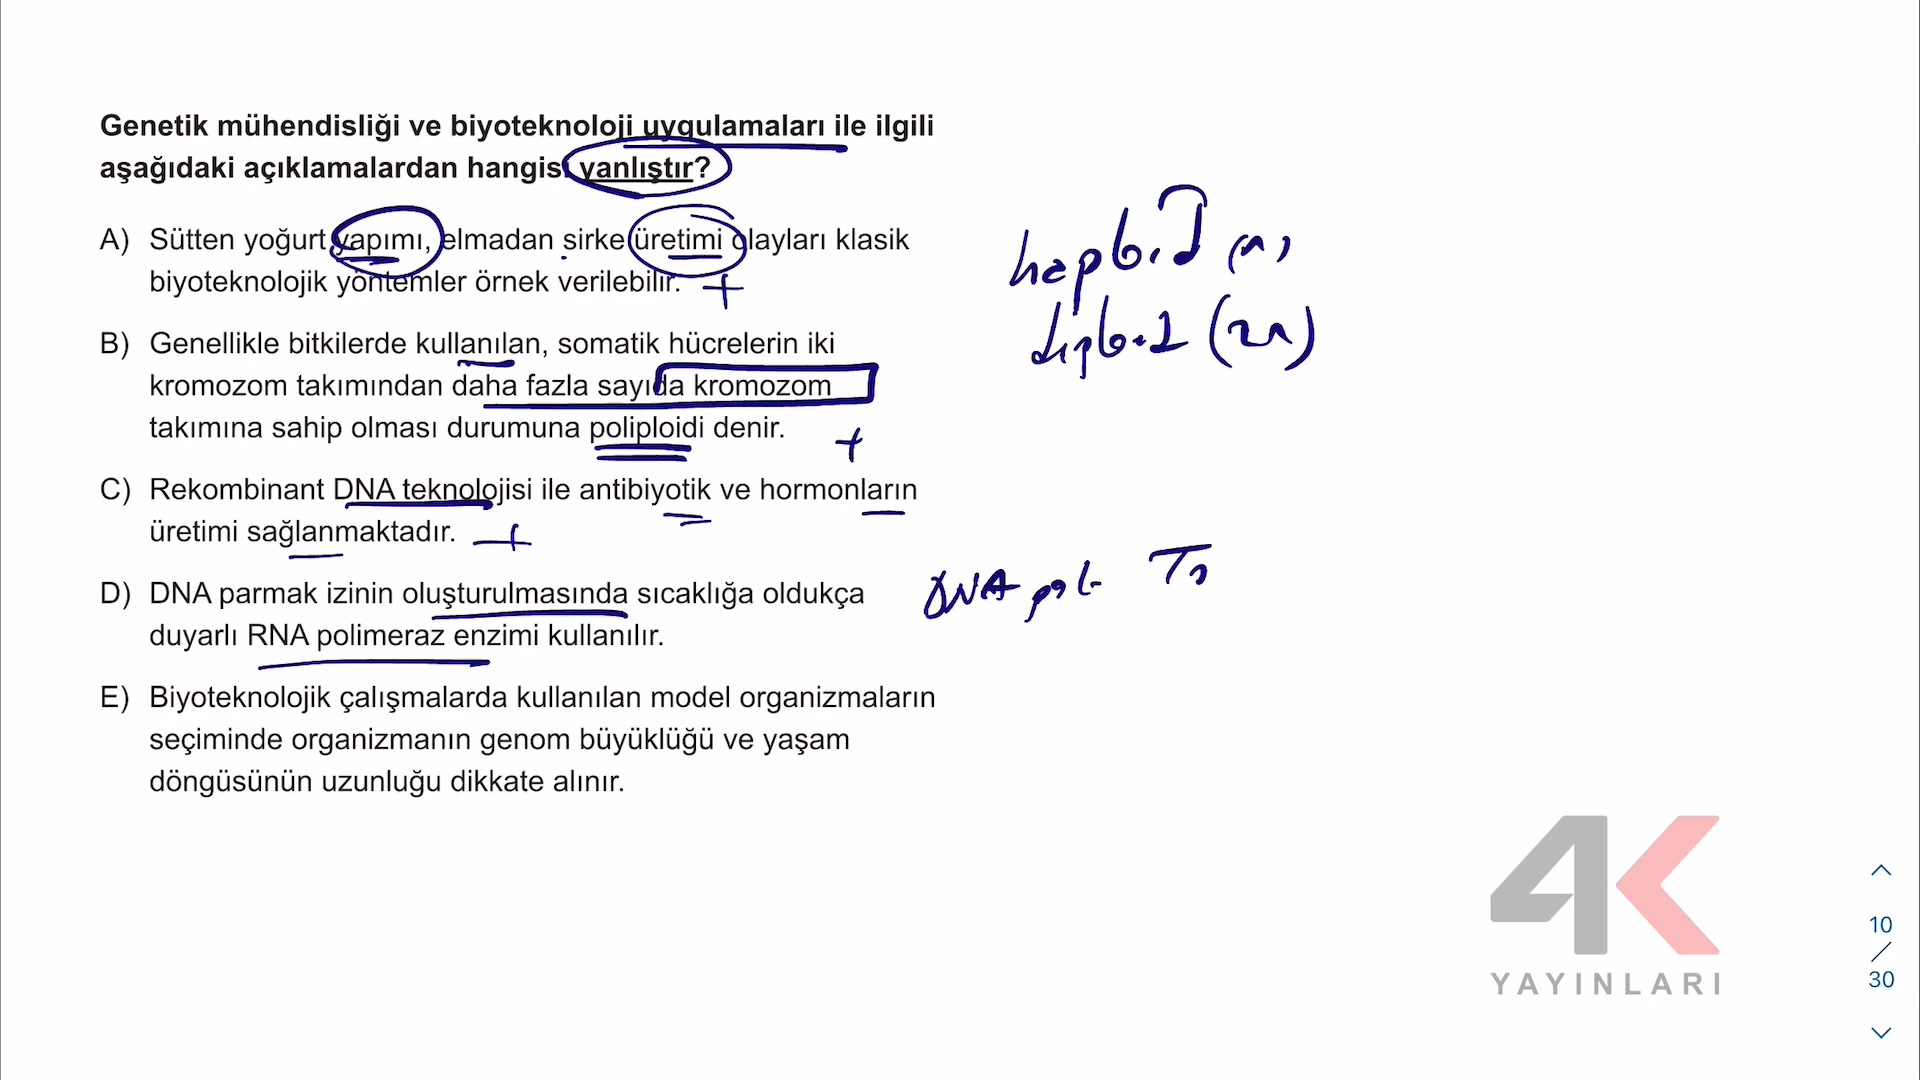 Genetik mühendisliği ve biyoteknoloji uygulamaları ile ilgili
aşağıdaki açıklamalardan hangisi yanlıştır?
A) Sütten yoğurt yapımı, elmadan sirke üretimi olayları klasik
biyoteknolojik yöntemler örnek verilebilir. +
B) Genellikle bitkilerde kullanılan, somatik hücrelerin iki
kromozom takımından daha fazla sayıda kromozom
takımına sahip olması durumuna poliploidi denir. +
C) Rekombinant DNA teknolojisi ile antibiyotik ve hormonların
üretimi sağlanmaktadır. +
D) DNA parmak izinin oluşturulmasında sıcaklığa oldukça
duyarlı RNA polimeraz enzimi kullanılır.
E) Biyoteknolojik çalışmalarda kullanılan model organizmaların
seçiminde organizmanın genom büyüklüğü ve yaşam
döngüsünün uzunluğu dikkate alınır.
haploid (n)
diploid (2n)
DNA pol
4K
YAYINLARI
10
/
30